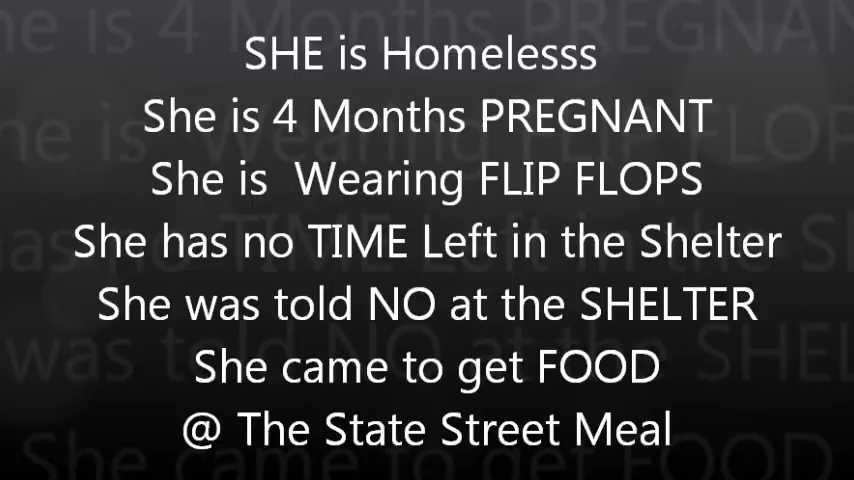 SHE is Homelesss
She is 4 Months PREGNANT
She is  Wearing FLIP FLOPS
She has no TIME Left in the Shelter
She was told NO at the SHELTER
She came to get FOOD
@ The State Street Meal